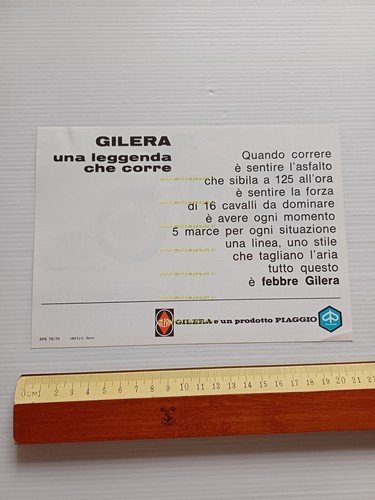 GILERA
una leggenda
che corre
Quando correre
è sentire l'asfalto
che sibila a 125 all'ora
è sentire la forza
di 16 cavalli da dominare
è avere ogni momento
5 marce per ogni situazione
una linea, uno stile
che tagliano l'aria
tutto questo
è febbre Gilera
GILERA
GILERA e' un prodotto PIAGGIO
0 CM 1 2 3 4 5 6 7 8 9 10 11 12 13 14 15 16 17 18 19 20 21 22